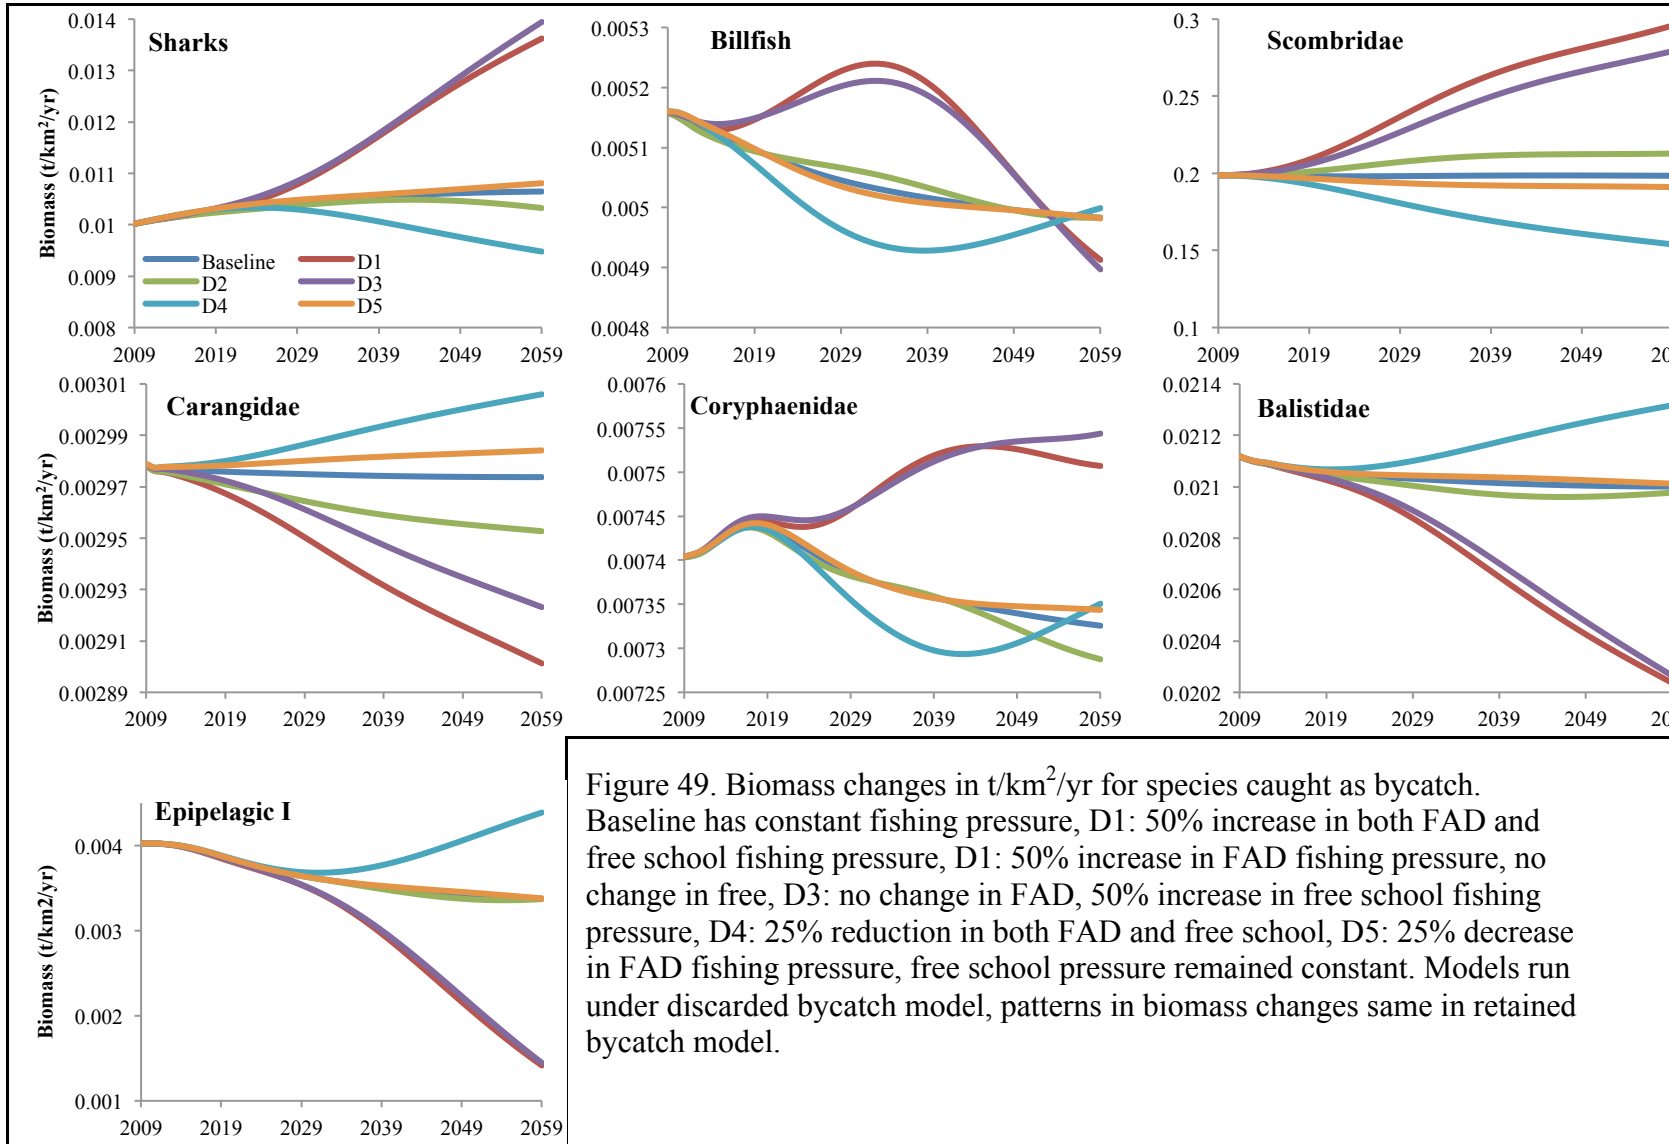 Sharks
Biomass (t/km²/yr)
0.014
0.013
0.012
0.011
0.01
0.009
0.008
Baseline
D1
D2
D3
D4
D5
2009 2019 2029 2039 2049 2059
Billfish
0.0053
0.0052
0.0051
0.005
0.0049
0.0048
2009 2019 2029 2039 2049 2059
Scombridae
0.3
0.25
0.2
0.15
0.1
2009 2019 2029 2039 2049 20
Carangidae
Biomass (t/km²/yr)
0.00301
0.00299
0.00297
0.00295
0.00293
0.00291
0.00289
2009 2019 2029 2039 2049 2059
Coryphaenidae
0.0076
0.00755
0.0075
0.00745
0.0074
0.00735
0.0073
0.00725
2009 2019 2029 2039 2049 2059
Balistidae
0.0214
0.0212
0.021
0.0208
0.0206
0.0204
0.0202
2009 2019 2029 2039 2049 20
Epipelagic I
Biomass (t/km2/yr)
0.004
0.003
0.002
0.001
2009 2019 2029 2039 2049 2059
Figure 49. Biomass changes in t/km²/yr for species caught as bycatch.
Baseline has constant fishing pressure, D1: 50% increase in both FAD and
free school fishing pressure, D1: 50% increase in FAD fishing pressure, no
change in free, D3: no change in FAD, 50% increase in free school fishing
pressure, D4: 25% reduction in both FAD and free school, D5: 25% decrease
in FAD fishing pressure, free school pressure remained constant. Models run
under discarded bycatch model, patterns in biomass changes same in retained
bycatch model.